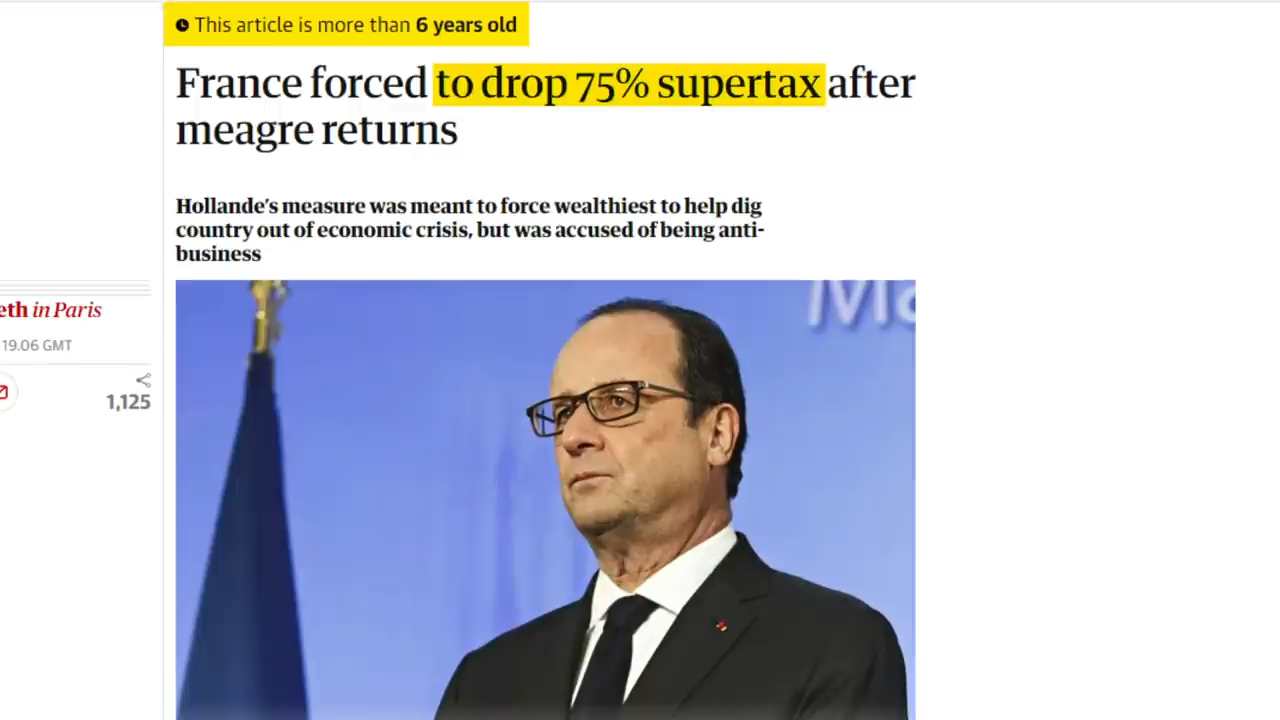 This article is more than 6 years old
France forced to drop 75% supertax after
meagre returns
Hollande's measure was meant to force wealthiest to help dig
country out of economic crisis, but was accused of being anti-
business
eth in Paris
19.06 GMT
1,125
Ma